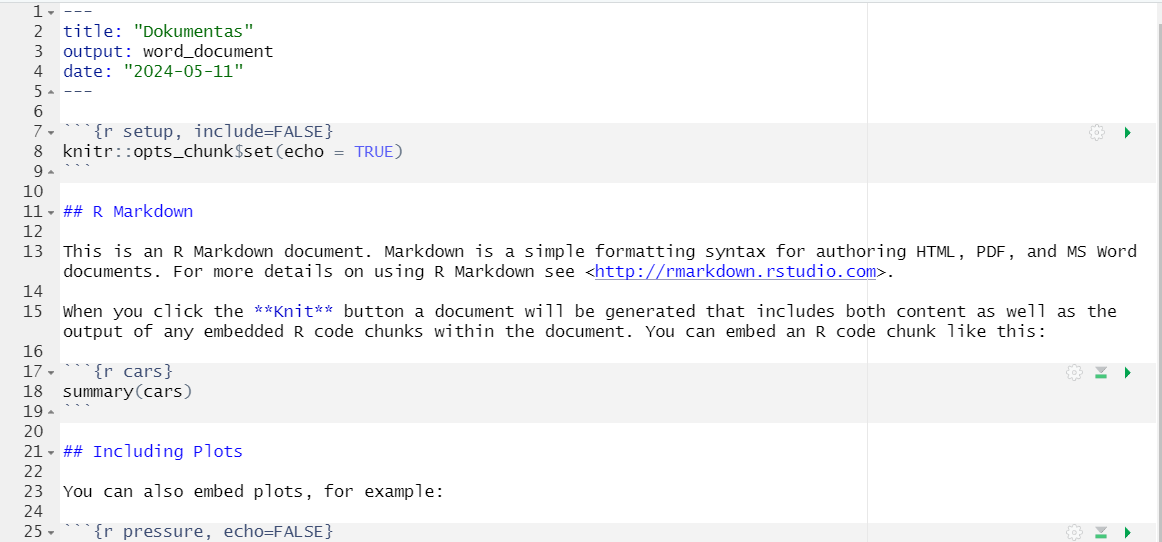 1 ---
2 title: "Dokumentas"
3 output: word_document
4 date: "2024-05-11"
5 ---
6
7 ```{r setup, include=FALSE}
8 knitr::opts_chunk$set(echo = TRUE)
9 ```
10
11 ## R Markdown
12
13 This is an R Markdown document. Markdown is a simple formatting syntax for authoring HTML, PDF, and MS Word
documents. For more details on using R Markdown see <http://rmarkdown.rstudio.com>.
14
15 When you click the **Knit** button a document will be generated that includes both content as well as the
output of any embedded R code chunks within the document. You can embed an R code chunk like this:
16
17 ```{r cars}
18 summary(cars)
19 ```
20
21 ## Including Plots
22
23 You can also embed plots, for example:
24
25 ```{r pressure, echo=FALSE}